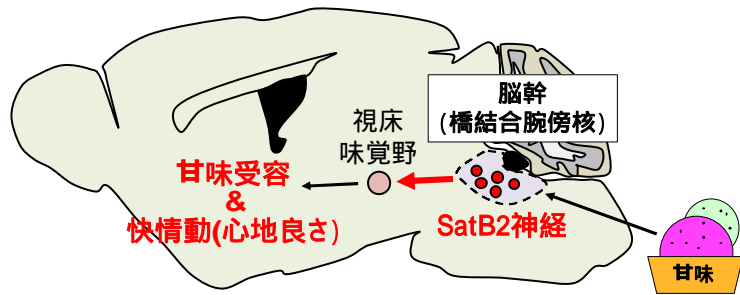 脳幹
(橋結合腕傍核)
視床
味覚野
甘味受容
&
快情動(心地良さ)
SatB2神経
甘味